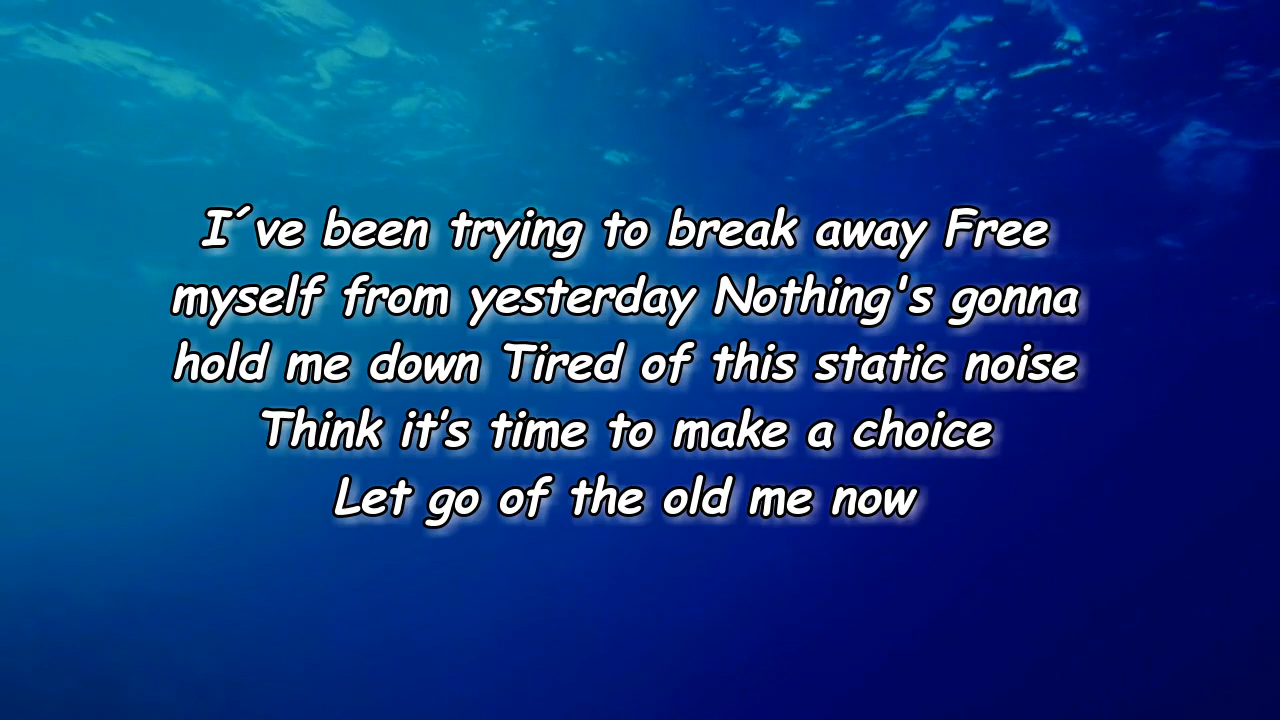 I´ve been trying to break away Free
myself from yesterday Nothing's gonna
hold me down Tired of this static noise
Think it’s time to make a choice
Let go of the old me now